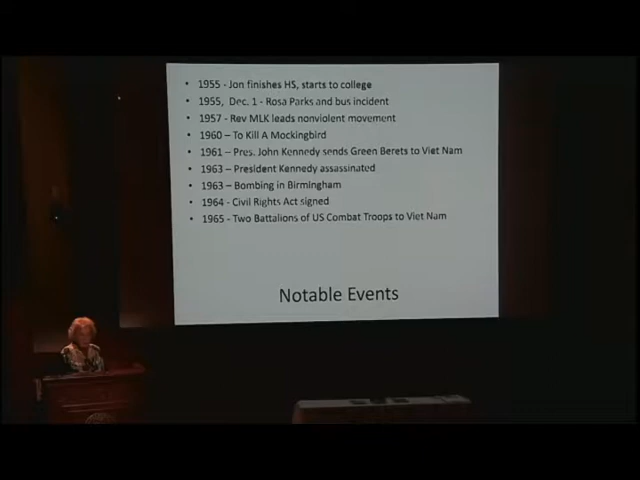 • 1955 - Jon finishes HS, starts to college
• 1955, Dec. 1 - Rosa Parks and bus incident
• 1957 - Rev MLK leads nonviolent movement
• 1960 – To Kill A Mockingbird
• 1961 – Pres. John Kennedy sends Green Berets to Viet Nam
• 1963 – President Kennedy assassinated
• 1963 – Bombing in Birmingham
• 1964 - Civil Rights Act signed
• 1965 - Two Battalions of US Combat Troops to Viet Nam
Notable Events